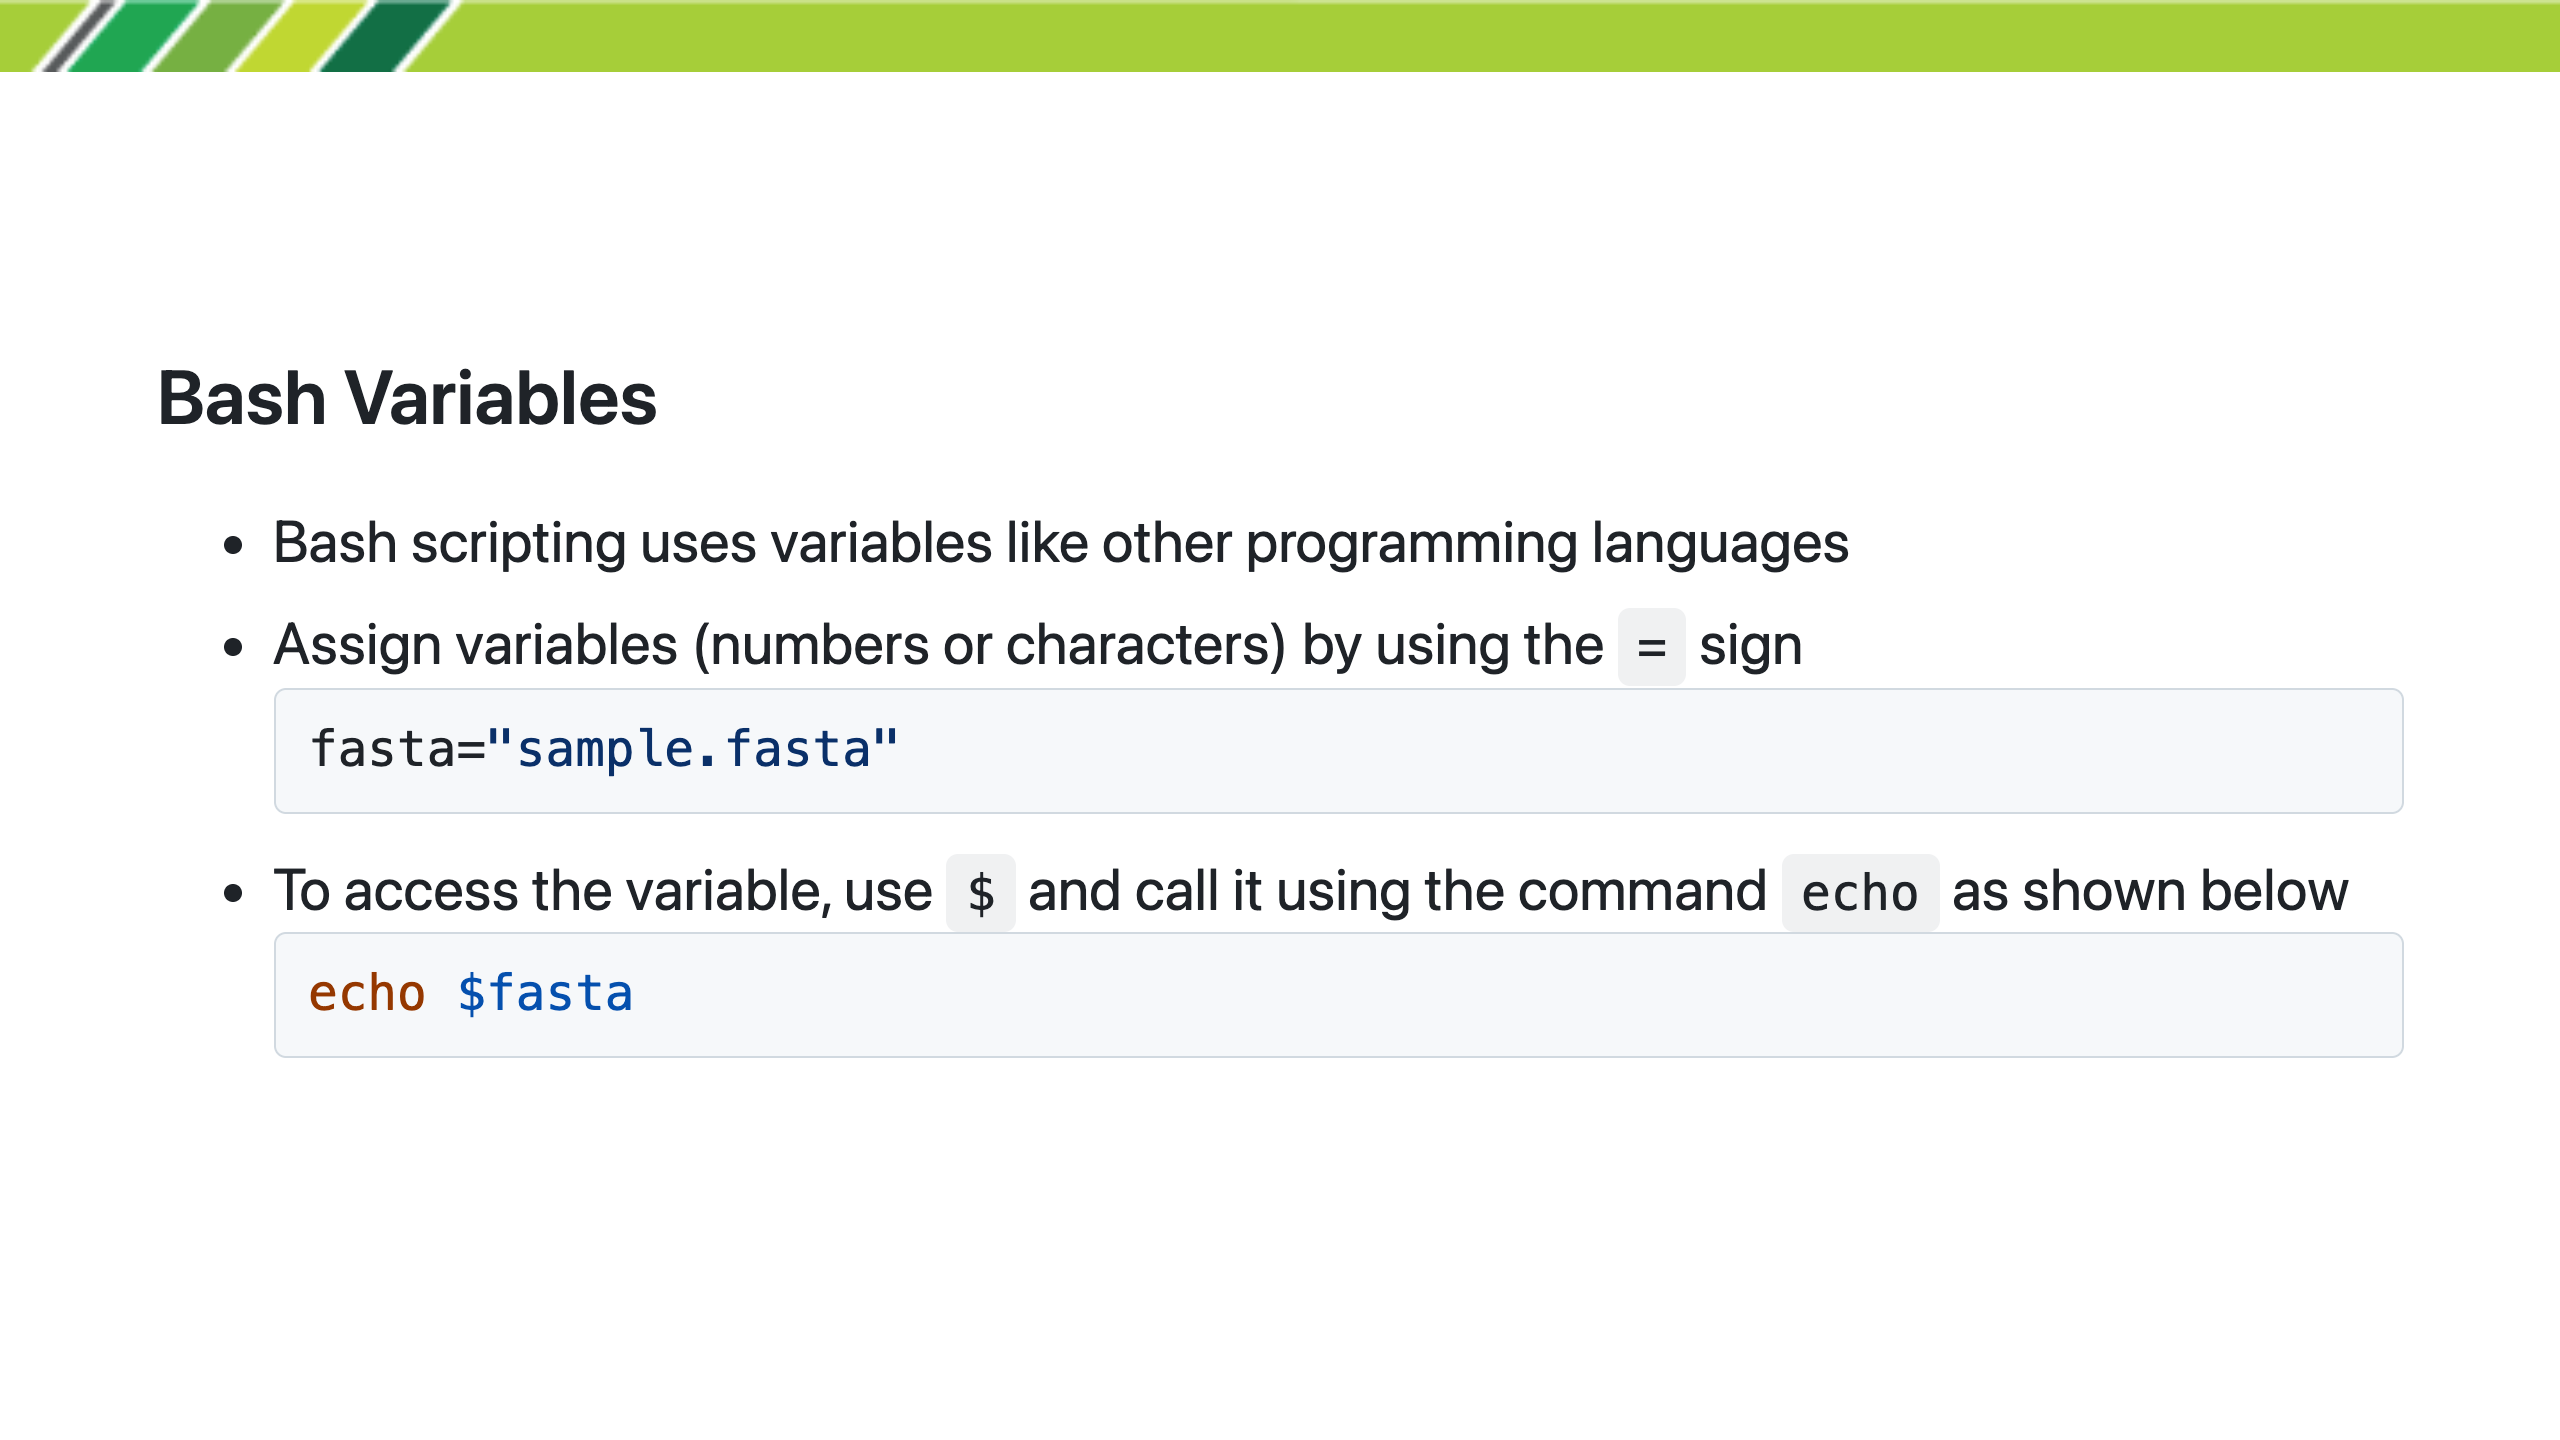 Bash Variables
• Bash scripting uses variables like other programming languages
• Assign variables (numbers or characters) by using the = sign
fasta="sample.fasta"
• To access the variable, use $ and call it using the command echo as shown below
echo $fasta